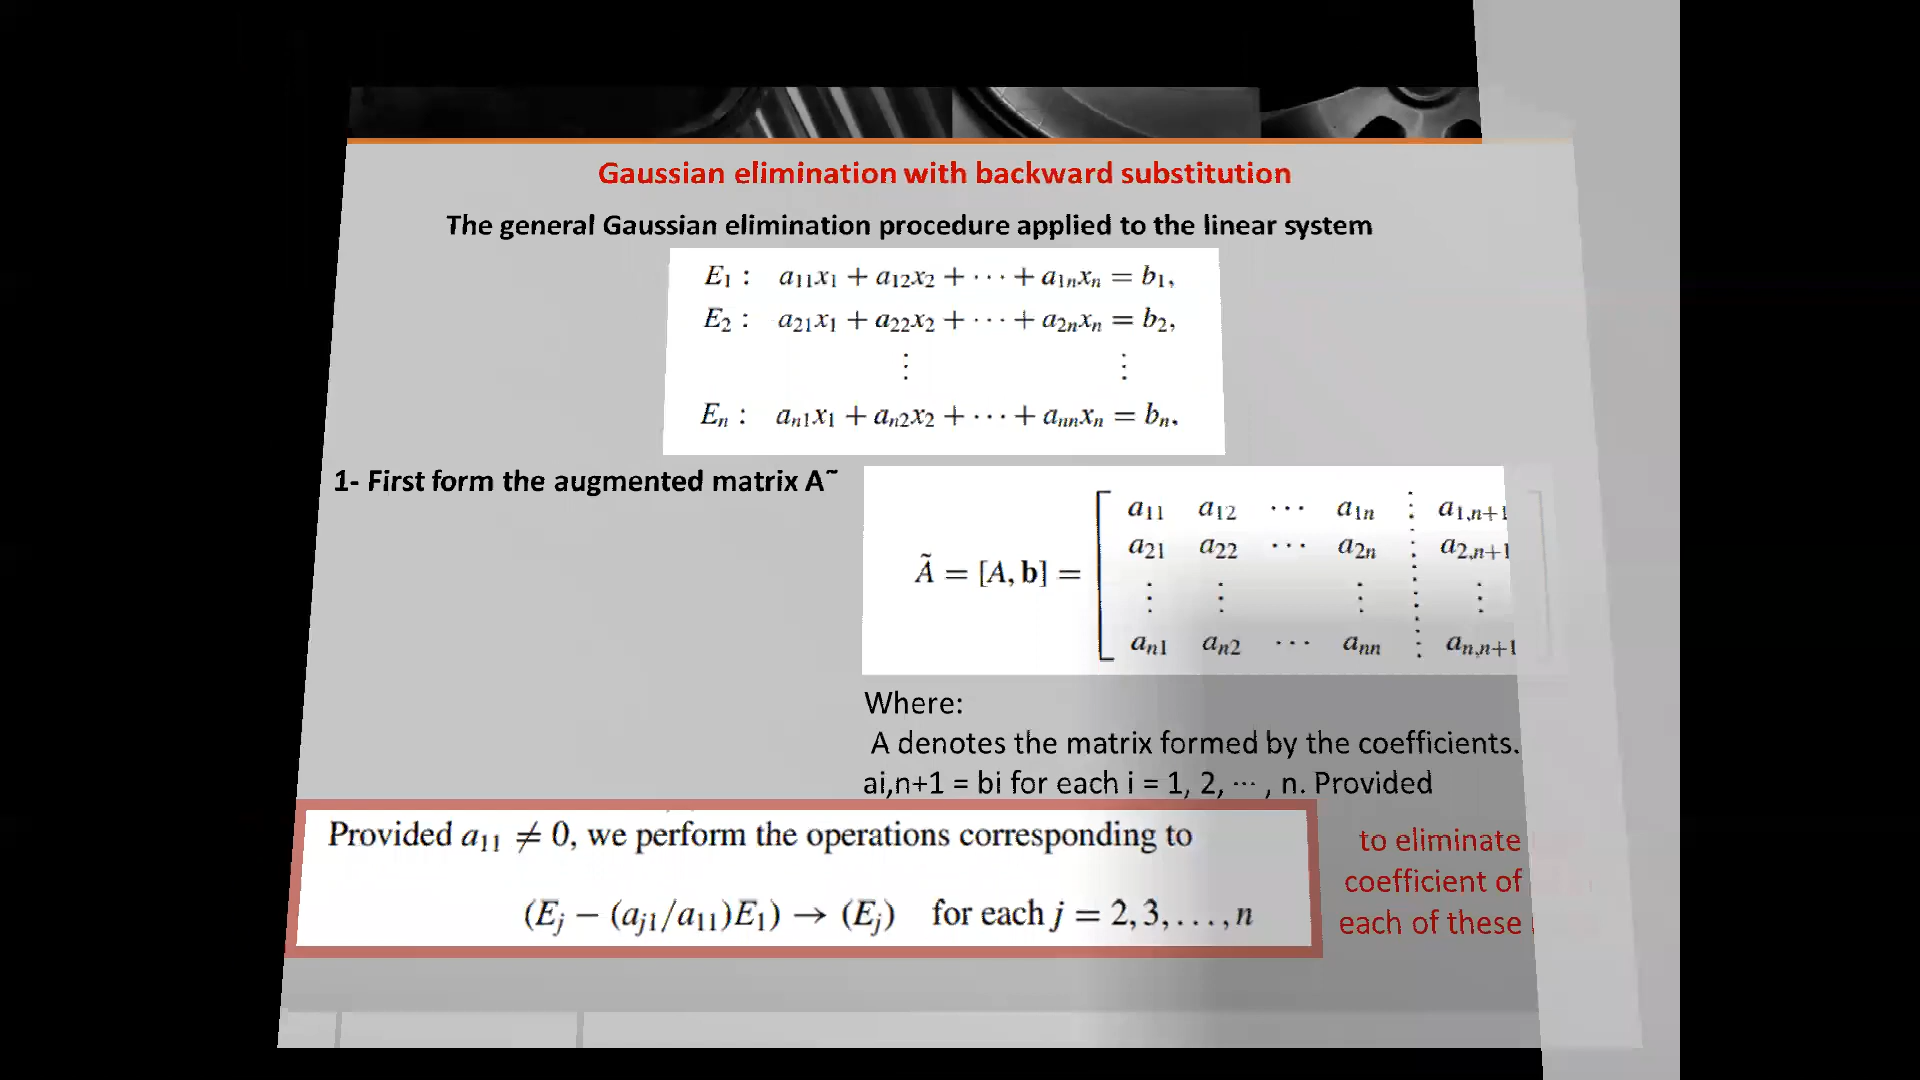 Gaussian elimination with backward substitution
The general Gaussian elimination procedure applied to the linear system
E₁ : a₁₁x₁ + a₁₂x₂ + ··· + a₁ₙxₙ = b₁,
E₂ : a₂₁x₁ + a₂₂x₂ + ··· + a₂ₙxₙ = b₂,
⋮ ⋮
Eₙ : aₙ₁x₁ + aₙ₂x₂ + ··· + aₙₙxₙ = bₙ,
1- First form the augmented matrix A˜
a₁₁ a₁₂ ··· a₁ₙ ⋮ a₁,ₙ₊₁
a₂₁ a₂₂ ··· a₂ₙ ⋮ a₂,ₙ₊₁
Ã = [A, b] =
⋮ ⋮ ⋮ ⋮ ⋮
aₙ₁ aₙ₂ ··· aₙₙ ⋮ aₙ,ₙ₊₁
Where:
A denotes the matrix formed by the coefficients.
ai,n+1 = bi for each i = 1, 2, ··· , n. Provided
Provided a₁₁ ≠ 0, we perform the operations corresponding to
(Eⱼ − (aⱼ₁/a₁₁)E₁) → (Eⱼ) for each j = 2, 3, . . . , n
to eliminate
coefficient of
each of these